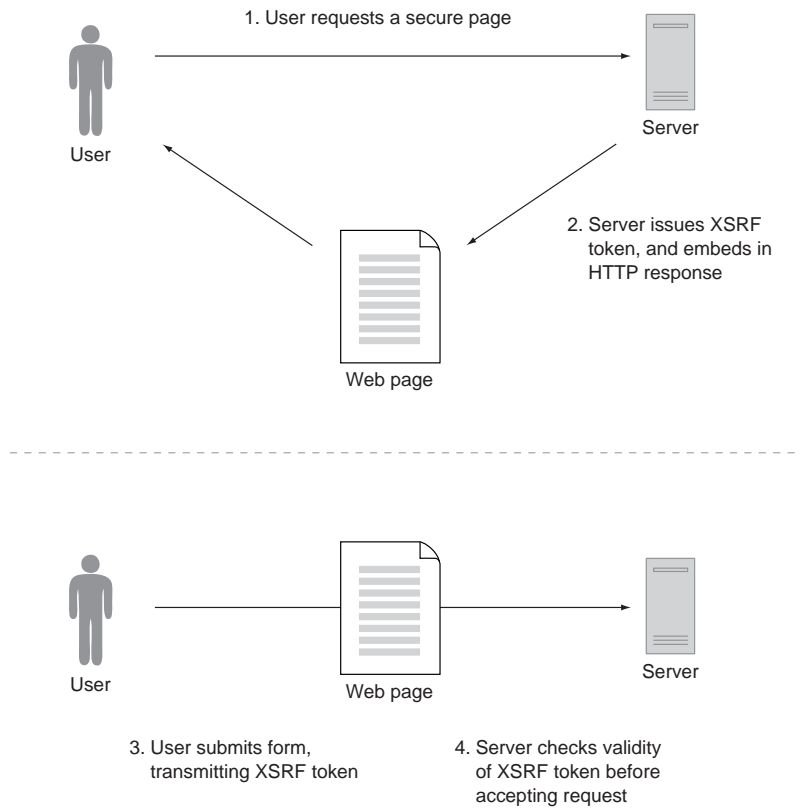 1. User requests a secure page
User
Server
2. Server issues XSRF
token, and embeds in
HTTP response
Web page
User
Web page
Server
3. User submits form,
transmitting XSRF token
4. Server checks validity
of XSRF token before
accepting request